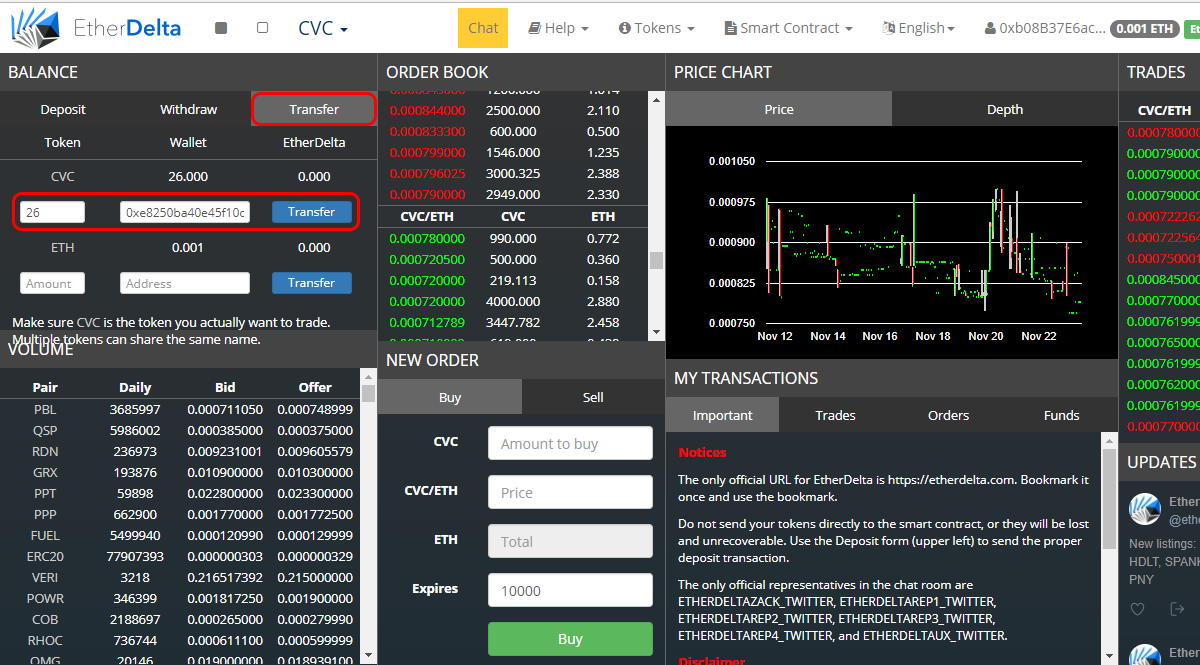 EtherDelta CVC Chat Help Tokens Smart Contract English 0xb08B37E6ac... 0.001 ETH
BALANCE
Deposit Withdraw Transfer
Token Wallet EtherDelta
CVC 26.000 0.000
26 0xe8250ba40e45f10c Transfer
ETH 0.001 0.000
Amount Address Transfer
Make sure CVC is the token you actually want to trade.
Multiple tokens can share the same name.
VOLUME
Pair Daily Bid Offer
PBL 3685997 0.000711050 0.000748999
QSP 5986002 0.000385000 0.000375000
RDN 236973 0.009231001 0.009605579
GRX 193876 0.010900000 0.010300000
PPT 59898 0.022800000 0.023300000
PPP 662900 0.001770000 0.001772500
FUEL 5499940 0.000120990 0.000129999
ERC20 77907393 0.000000303 0.000000329
VERI 3218 0.216517392 0.215000000
POWR 346399 0.001817250 0.001900000
COB 2188697 0.000265000 0.000279990
RHOC 736744 0.000611100 0.000599999
OMG 20146 0.019000000 0.018939100
ORDER BOOK
0.000844000 2500.000 2.110
0.000833300 600.000 0.500
0.000799000 1546.000 1.235
0.000796025 3000.325 2.388
0.000790000 2949.000 2.330
CVC/ETH CVC ETH
0.000780000 990.000 0.772
0.000720500 500.000 0.360
0.000720000 219.113 0.158
0.000720000 4000.000 2.880
0.000712789 3447.782 2.458
NEW ORDER
Buy Sell
CVC Amount to buy
CVC/ETH Price
ETH Total
Expires 10000
Buy
PRICE CHART
Price Depth
0.001050
0.000975
0.000900
0.000825
0.000750
Nov 12 Nov 14 Nov 16 Nov 18 Nov 20 Nov 22
MY TRANSACTIONS
Important Trades Orders Funds
Notices
The only official URL for EtherDelta is https://etherdelta.com. Bookmark it
once and use the bookmark.
Do not send your tokens directly to the smart contract, or they will be lost
and unrecoverable. Use the Deposit form (upper left) to send the proper
deposit transaction.
The only official representatives in the chat room are
ETHERDELTAZACK_TWITTER, ETHERDELTAREP1_TWITTER,
ETHERDELTAREP2_TWITTER, ETHERDELTAREP3_TWITTER,
ETHERDELTAREP4_TWITTER, and ETHERDELTAUX_TWITTER.
Disclaimer
TRADES
CVC/ETH
0.000780000
0.000790000
0.000790000
0.000790000
0.000722262
0.000722564
0.000750001
0.000845000
0.000770000
0.000761999
0.000765000
0.000761999
0.000762000
0.000761999
0.000770000
UPDATES
Ether
@ethe
New listings:
HDLT, SPANK
PNY
Ether